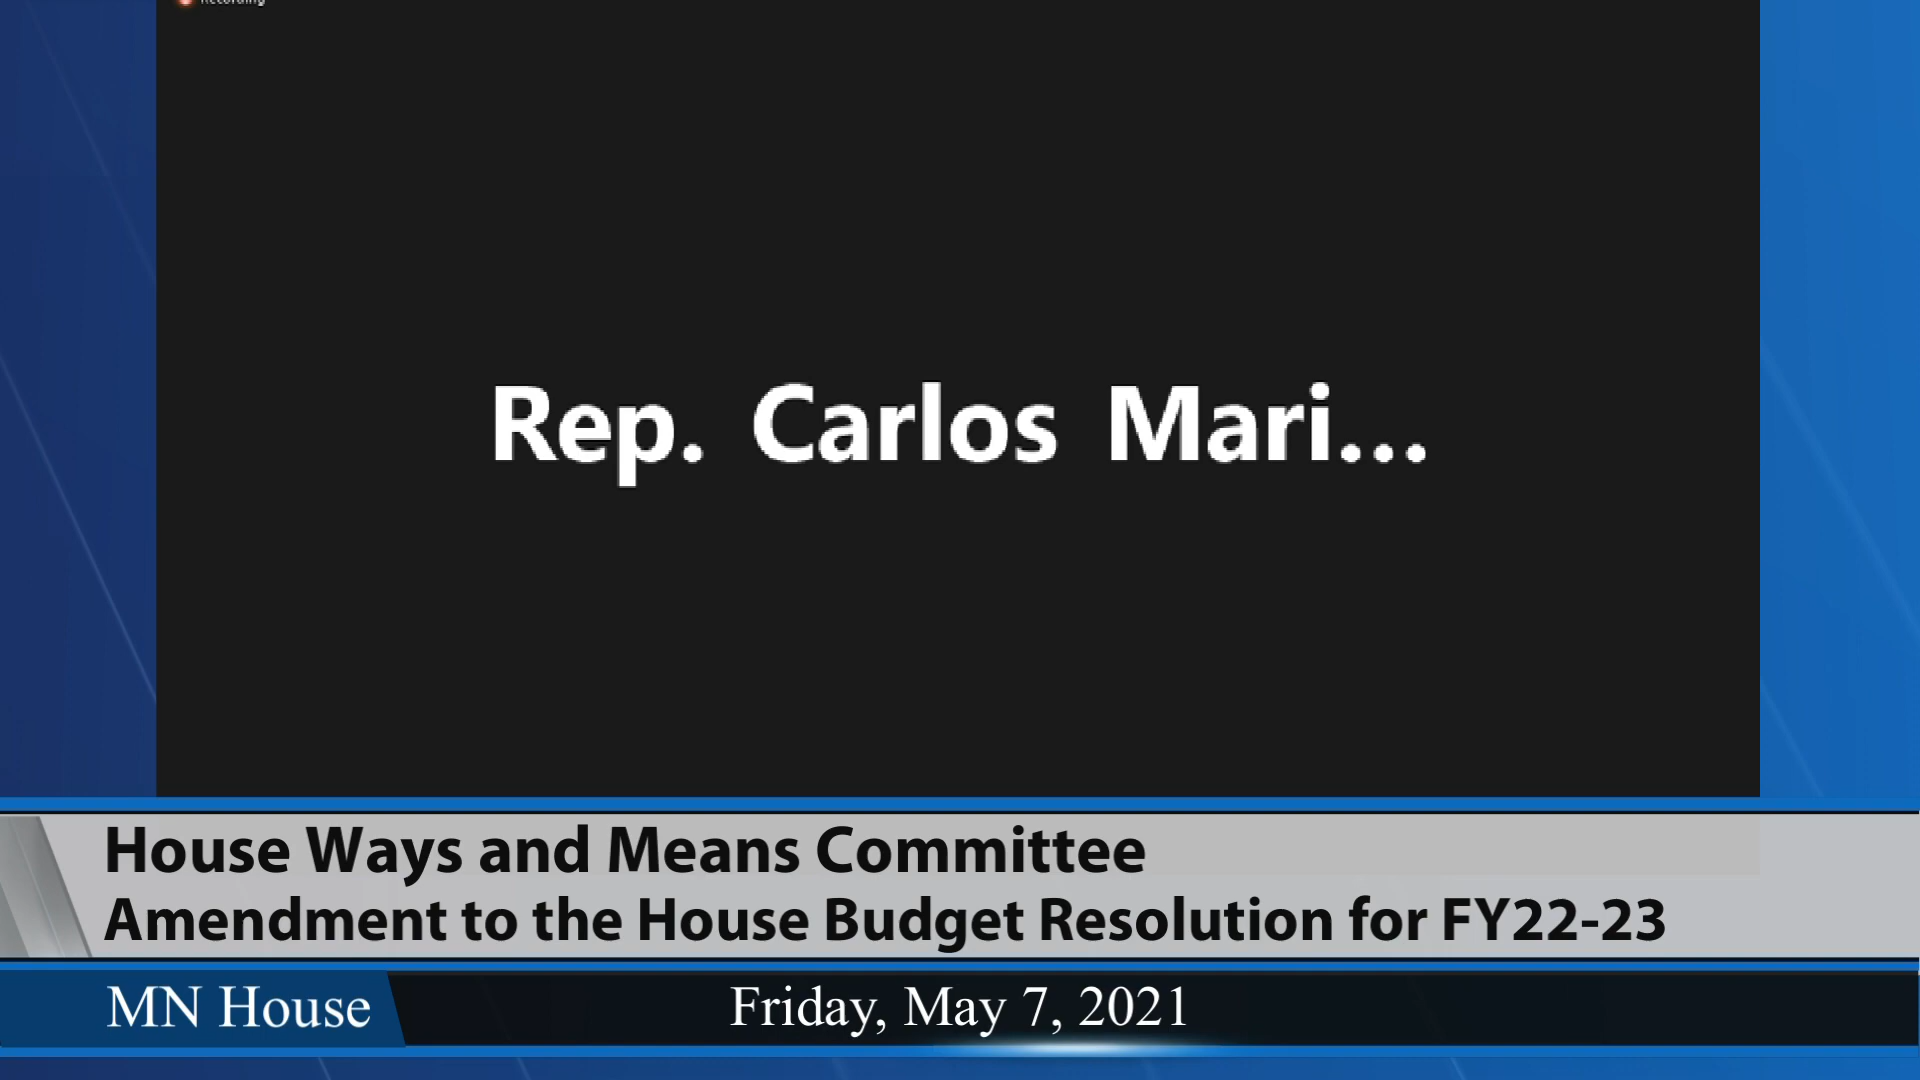 Recording
Rep. Carlos Mari...
House Ways and Means Committee
Amendment to the House Budget Resolution for FY22-23
MN House
Friday, May 7, 2021